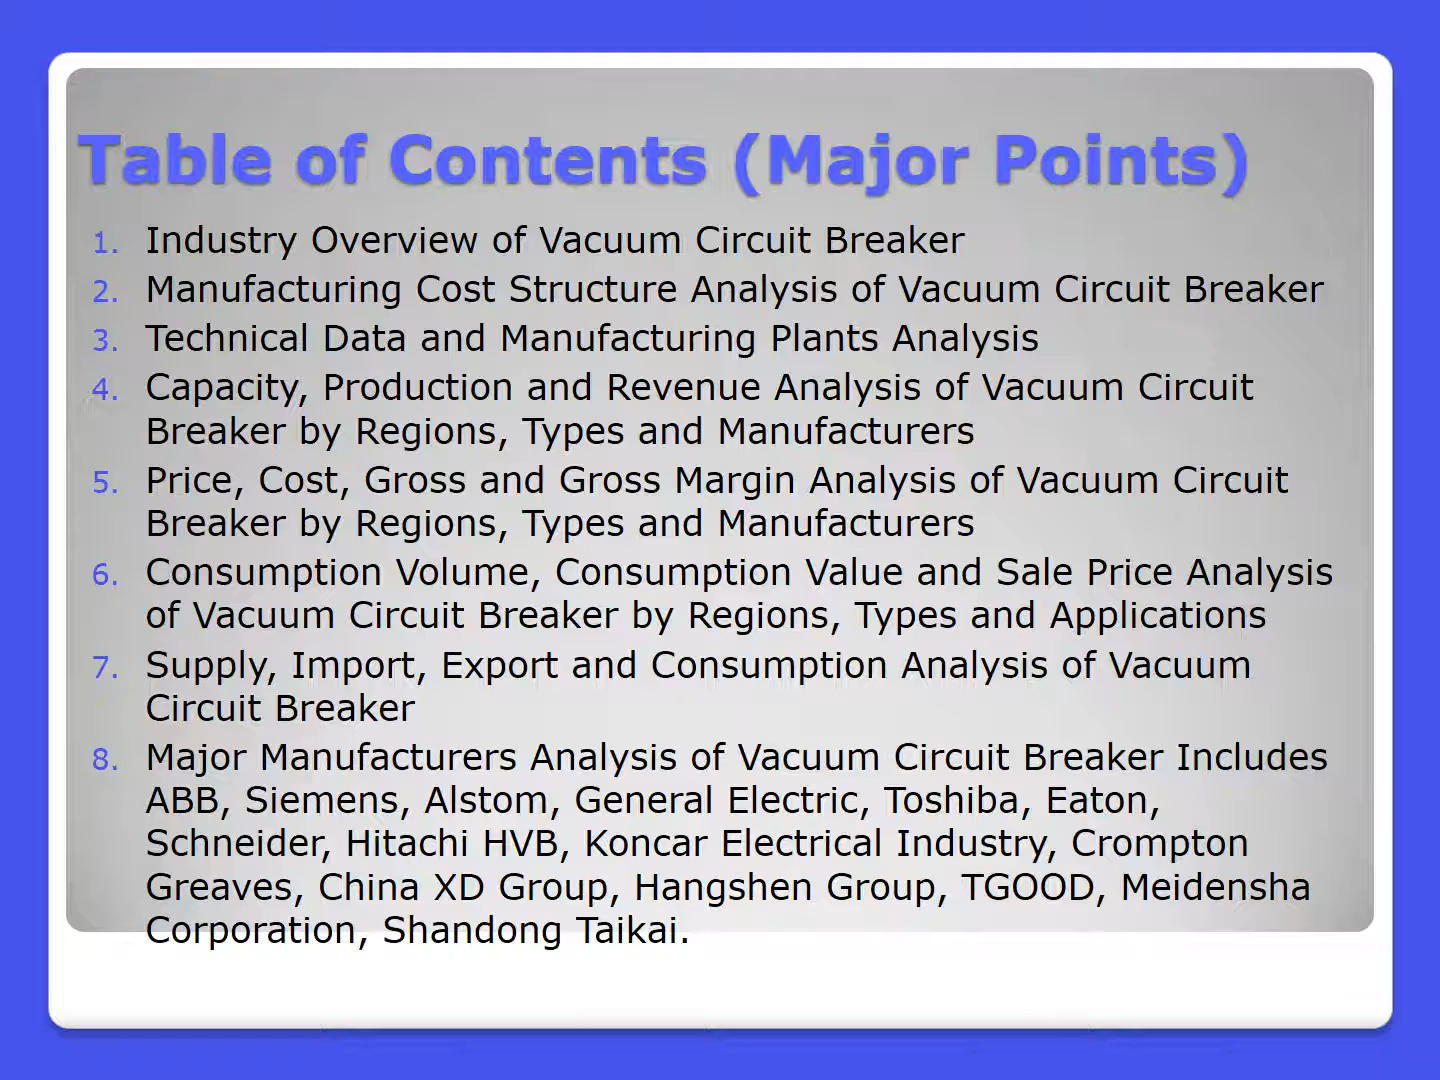 Table of Contents (Major Points)
1. Industry Overview of Vacuum Circuit Breaker
2. Manufacturing Cost Structure Analysis of Vacuum Circuit Breaker
3. Technical Data and Manufacturing Plants Analysis
4. Capacity, Production and Revenue Analysis of Vacuum Circuit
Breaker by Regions, Types and Manufacturers
5. Price, Cost, Gross and Gross Margin Analysis of Vacuum Circuit
Breaker by Regions, Types and Manufacturers
6. Consumption Volume, Consumption Value and Sale Price Analysis
of Vacuum Circuit Breaker by Regions, Types and Applications
7. Supply, Import, Export and Consumption Analysis of Vacuum
Circuit Breaker
8. Major Manufacturers Analysis of Vacuum Circuit Breaker Includes
ABB, Siemens, Alstom, General Electric, Toshiba, Eaton,
Schneider, Hitachi HVB, Koncar Electrical Industry, Crompton
Greaves, China XD Group, Hangshen Group, TGOOD, Meidensha
Corporation, Shandong Taikai.